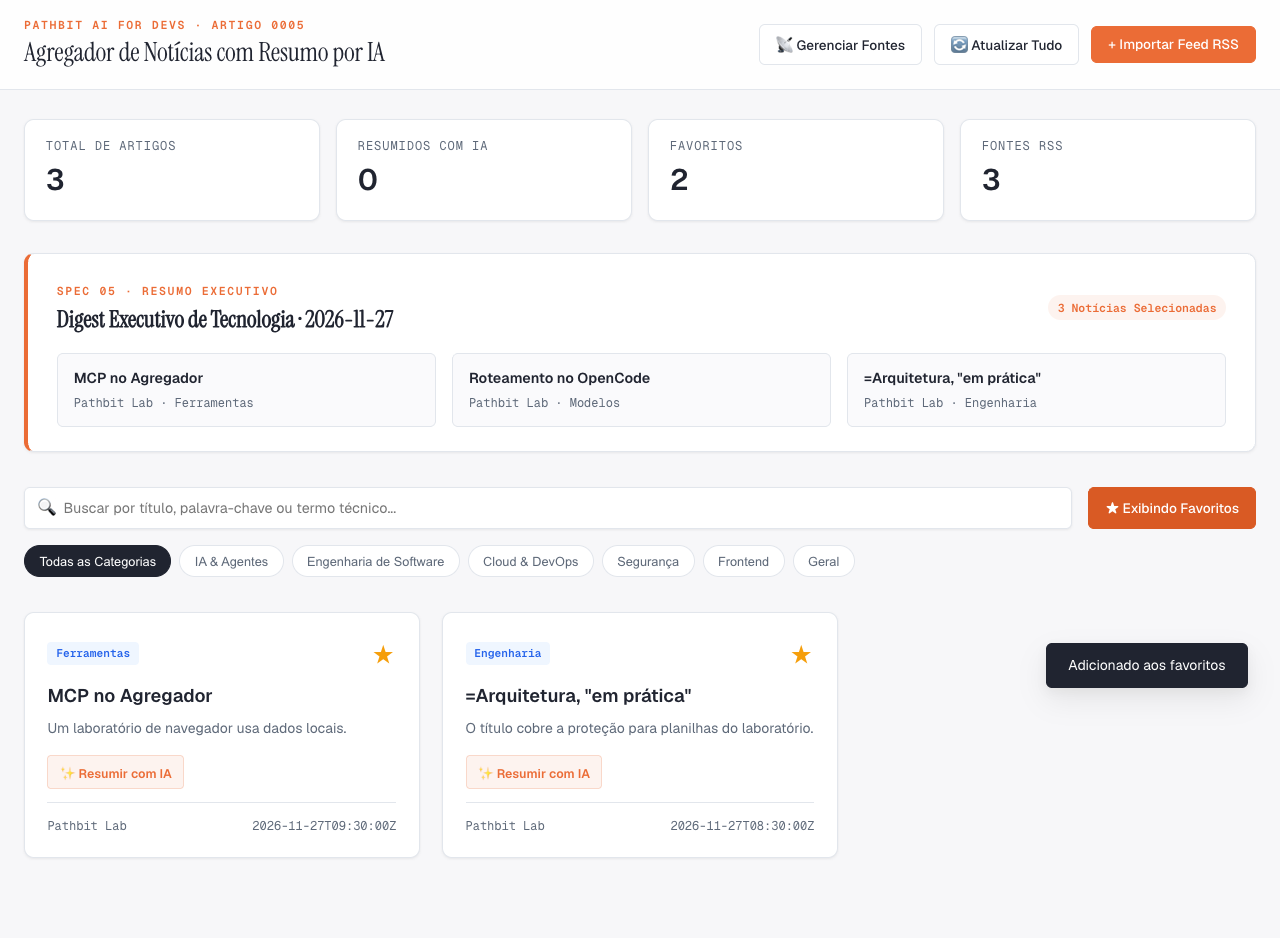 PATHBIT AI FOR DEVS · ARTIGO 0005
Agregador de Notícias com Resumo por IA
Gerenciar Fontes
Atualizar Tudo
+ Importar Feed RSS
TOTAL DE ARTIGOS
3
RESUMIDOS COM IA
0
FAVORITOS
2
FONTES RSS
3
SPEC 05 · RESUMO EXECUTIVO
Digest Executivo de Tecnologia · 2026-11-27
3 Notícias Selecionadas
MCP no Agregador
Pathbit Lab · Ferramentas
Roteamento no OpenCode
Pathbit Lab · Modelos
=Arquitetura, "em prática"
Pathbit Lab · Engenharia
Buscar por título, palavra-chave ou termo técnico...
★ Exibindo Favoritos
Todas as Categorias
IA & Agentes
Engenharia de Software
Cloud & DevOps
Segurança
Frontend
Geral
Ferramentas
★
MCP no Agregador
Um laboratório de navegador usa dados locais.
✨ Resumir com IA
Pathbit Lab
2026-11-27T09:30:00Z
Engenharia
★
=Arquitetura, "em prática"
O título cobre a proteção para planilhas do laboratório.
✨ Resumir com IA
Pathbit Lab
2026-11-27T08:30:00Z
Adicionado aos favoritos